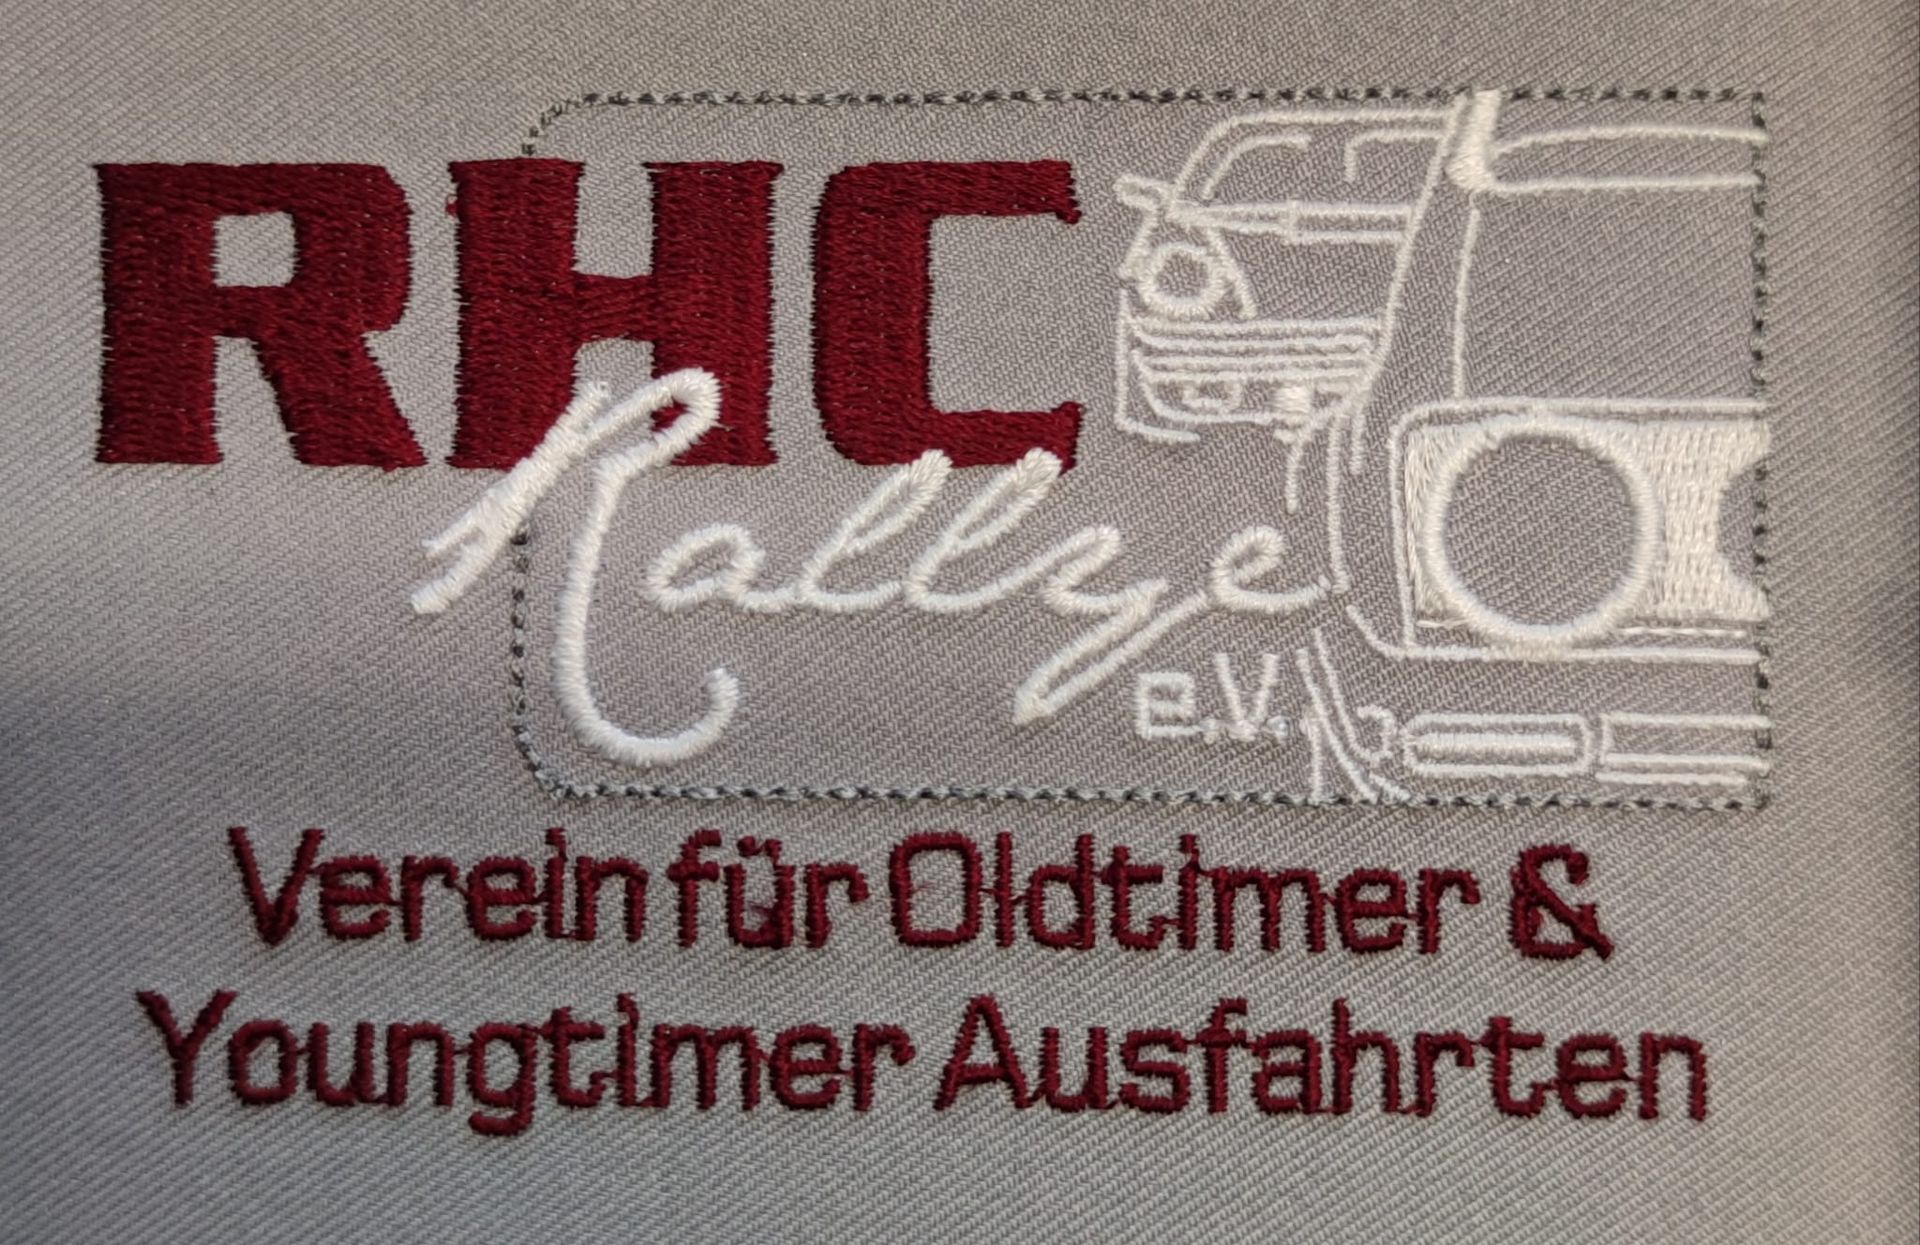 RHC
Rallye
e.V.
Verein für Oldtimer &
Youngtimer Ausfahrten